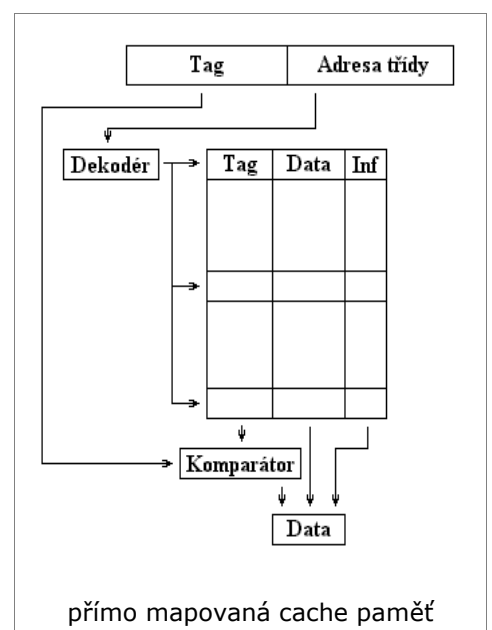 Tag Adresa třídy
Dekodér Tag Data Inf
Komparátor
Data
přímo mapovaná cache paměť